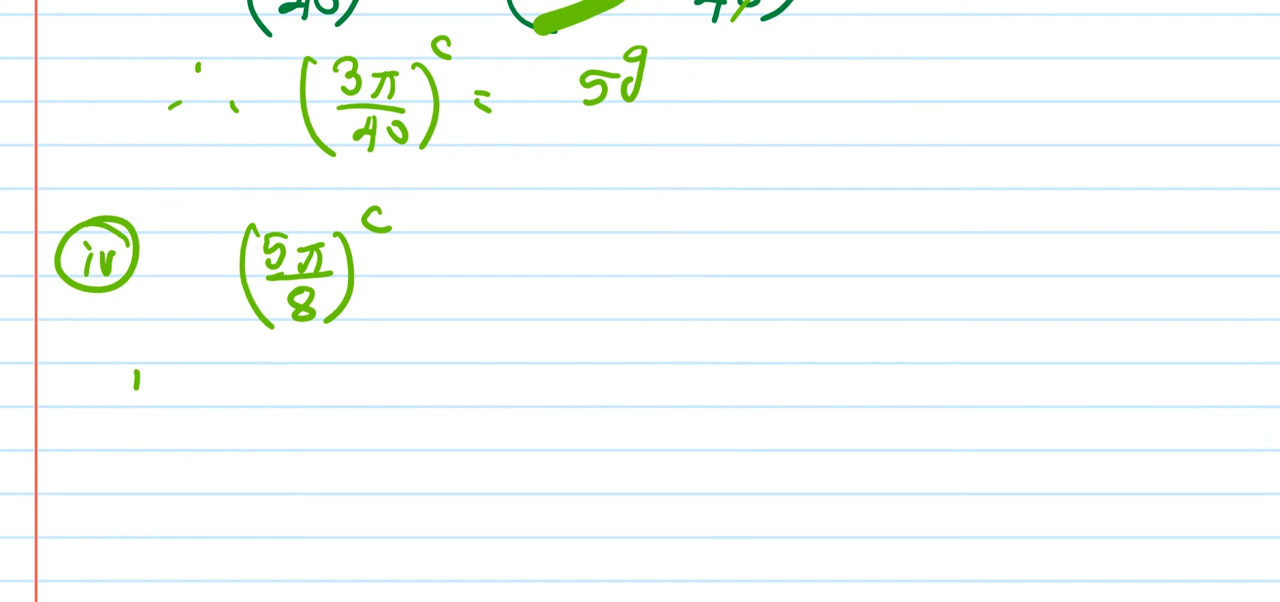 ∴ (3π/40)^c = 5g
iv (5π/8)^c